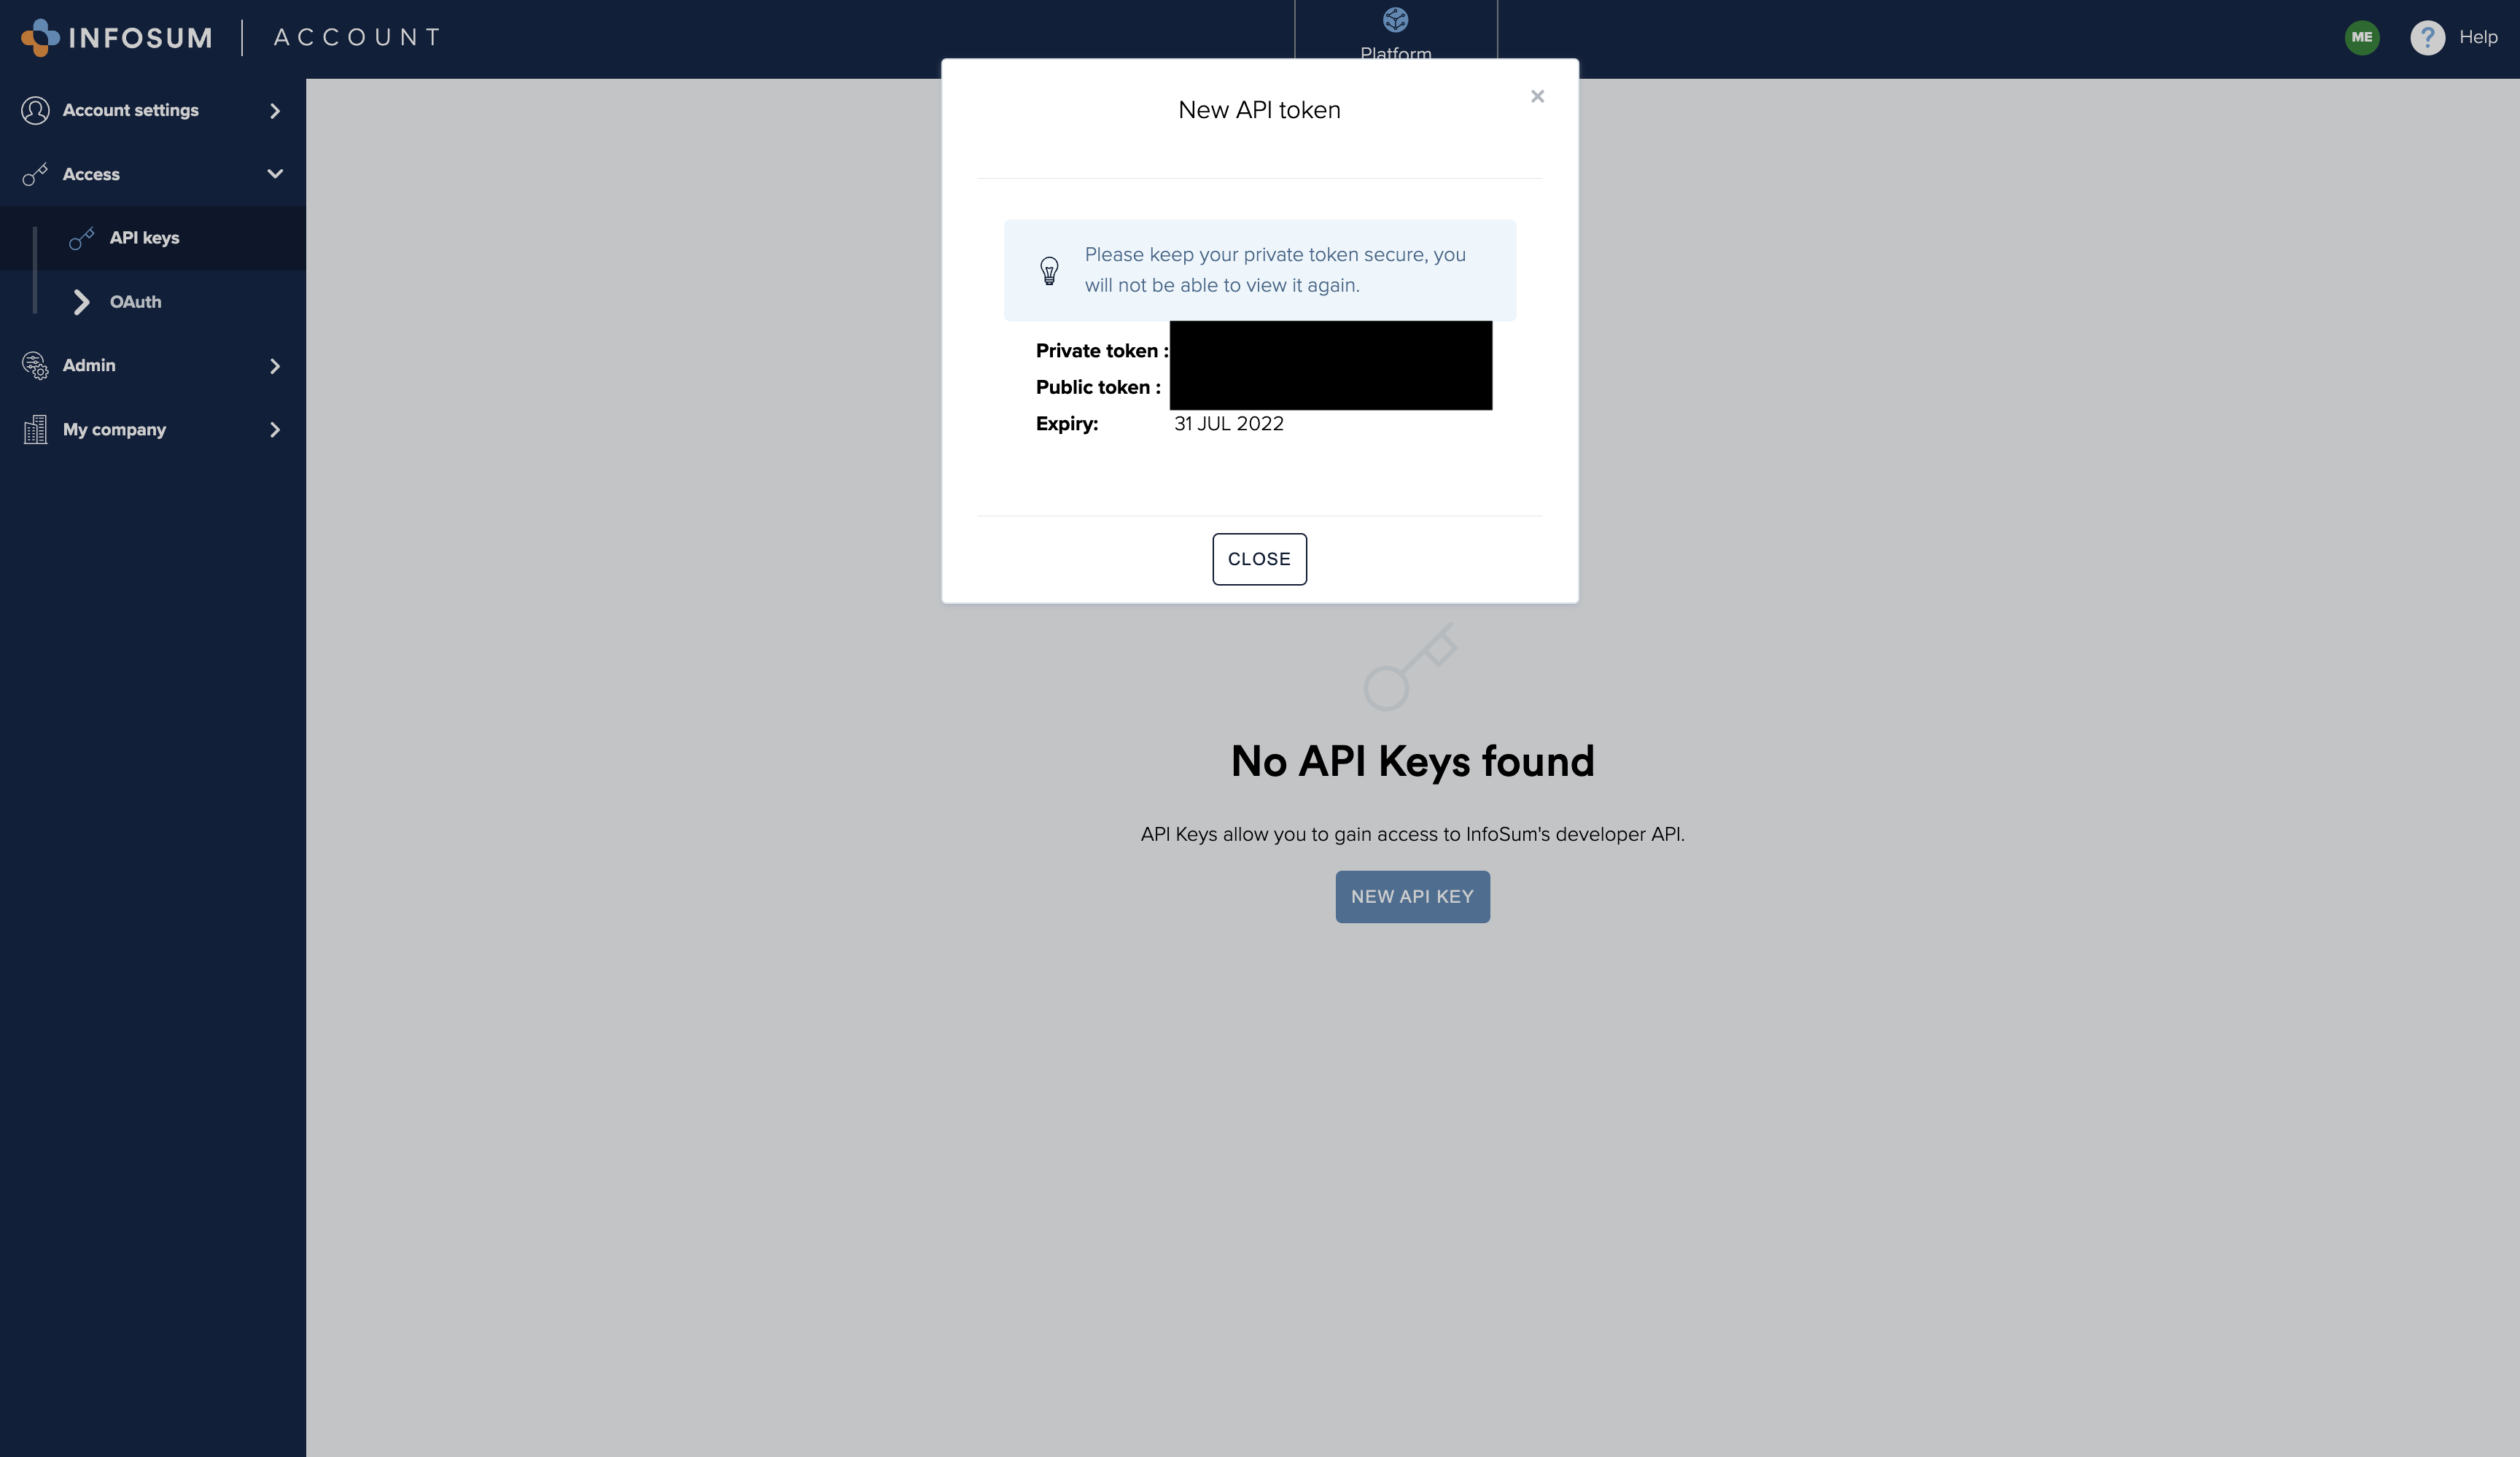 INFOSUM
ACCOUNT
Platform
ME
?
Help
Account settings
Access
API keys
OAuth
Admin
My company
New API token
×
Please keep your private token secure, you
will not be able to view it again.
Private token :
Public token :
Expiry: 31 JUL 2022
CLOSE
No API Keys found
API Keys allow you to gain access to InfoSum's developer API.
NEW API KEY